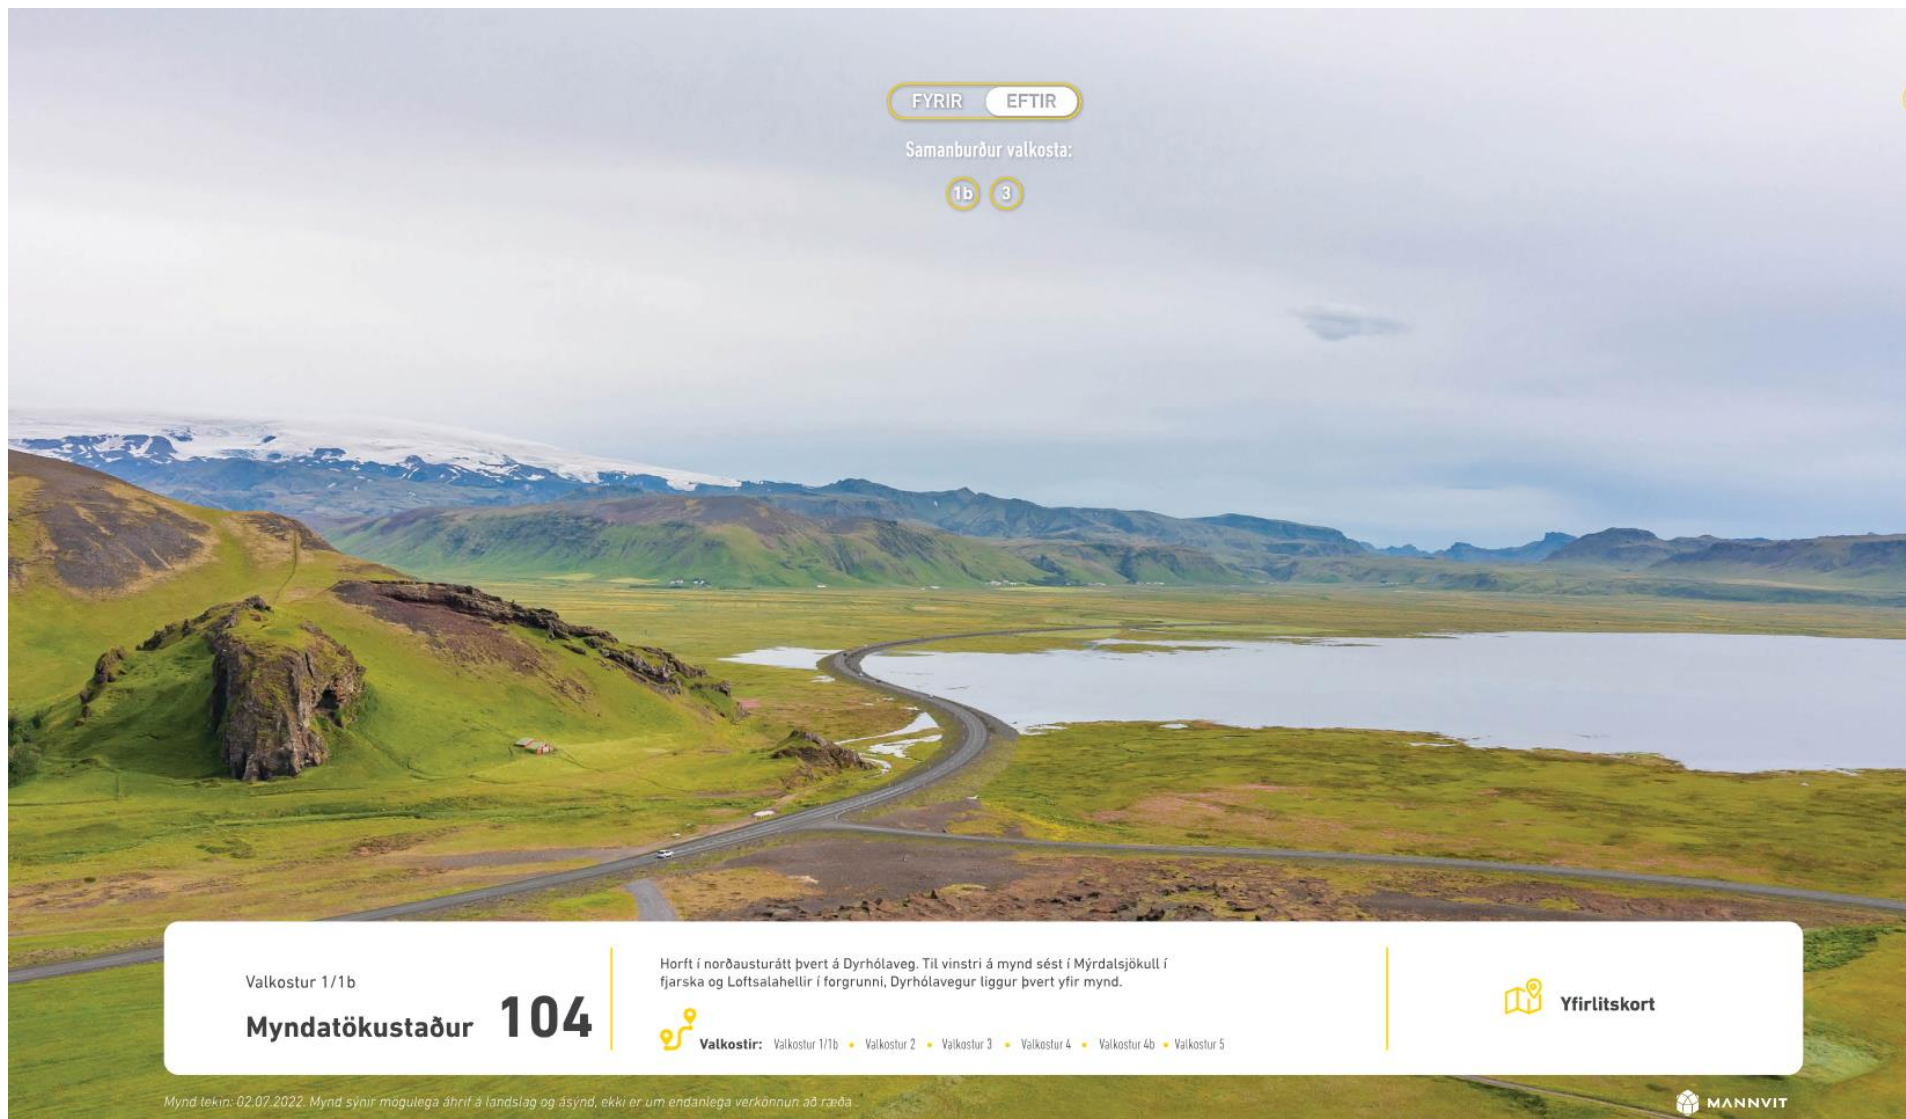 FYRIR EFTIR
Samanburður valkosta:
1b 3
Valkostur 1/1b
Myndatökustaður 104
Horft í norðausturátt þvert á Dyrhólaveg. Til vinstri á mynd sést í Mýrdalsjökull í
fjarska og Loftsalahellir í forgrunni, Dyrhólavegur liggur þvert yfir mynd.
Valkostir: Valkostur 1/1b • Valkostur 2 • Valkostur 3 • Valkostur 4 • Valkostur 4b • Valkostur 5
Yfirlitskort
Mynd tekin: 02.07.2022. Mynd sýnir mögulega áhrif á landslag og ásýnd, ekki er um endanlega verkönnun að ræða
MANNVIT